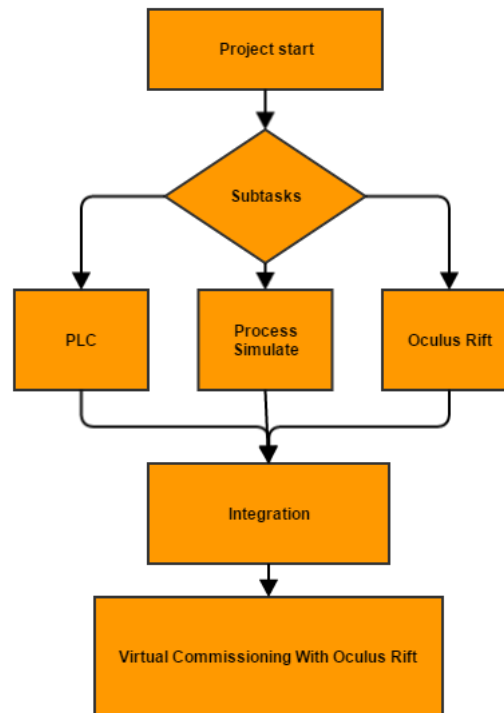 Project start
Subtasks
PLC
Process
Simulate
Oculus Rift
Integration
Virtual Commissioning With Oculus Rift